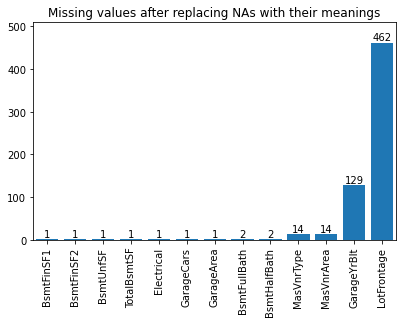 Missing values after replacing NAs with their meanings
500
400
300
200
100
0
1
1
1
1
1
1
1
2
2
14
14
129
462
BsmtFinSF1
BsmtFinSF2
BsmtUnfSF
TotalBsmtSF
Electrical
GarageCars
GarageArea
BsmtFullBath
BsmtHalfBath
MasVnrType
MasVnrArea
GarageYrBlt
LotFrontage